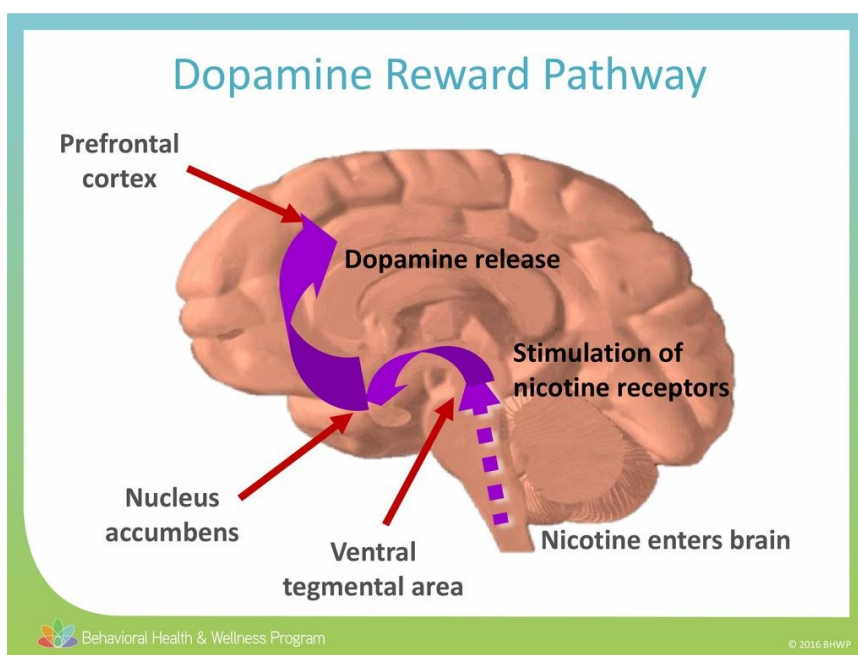 Dopamine Reward Pathway
Prefrontal
cortex
Dopamine release
Stimulation of
nicotine receptors
Nucleus
accumbens
Ventral
tegmental area
Nicotine enters brain
Behavioral Health & Wellness Program
© 2016 BHWP